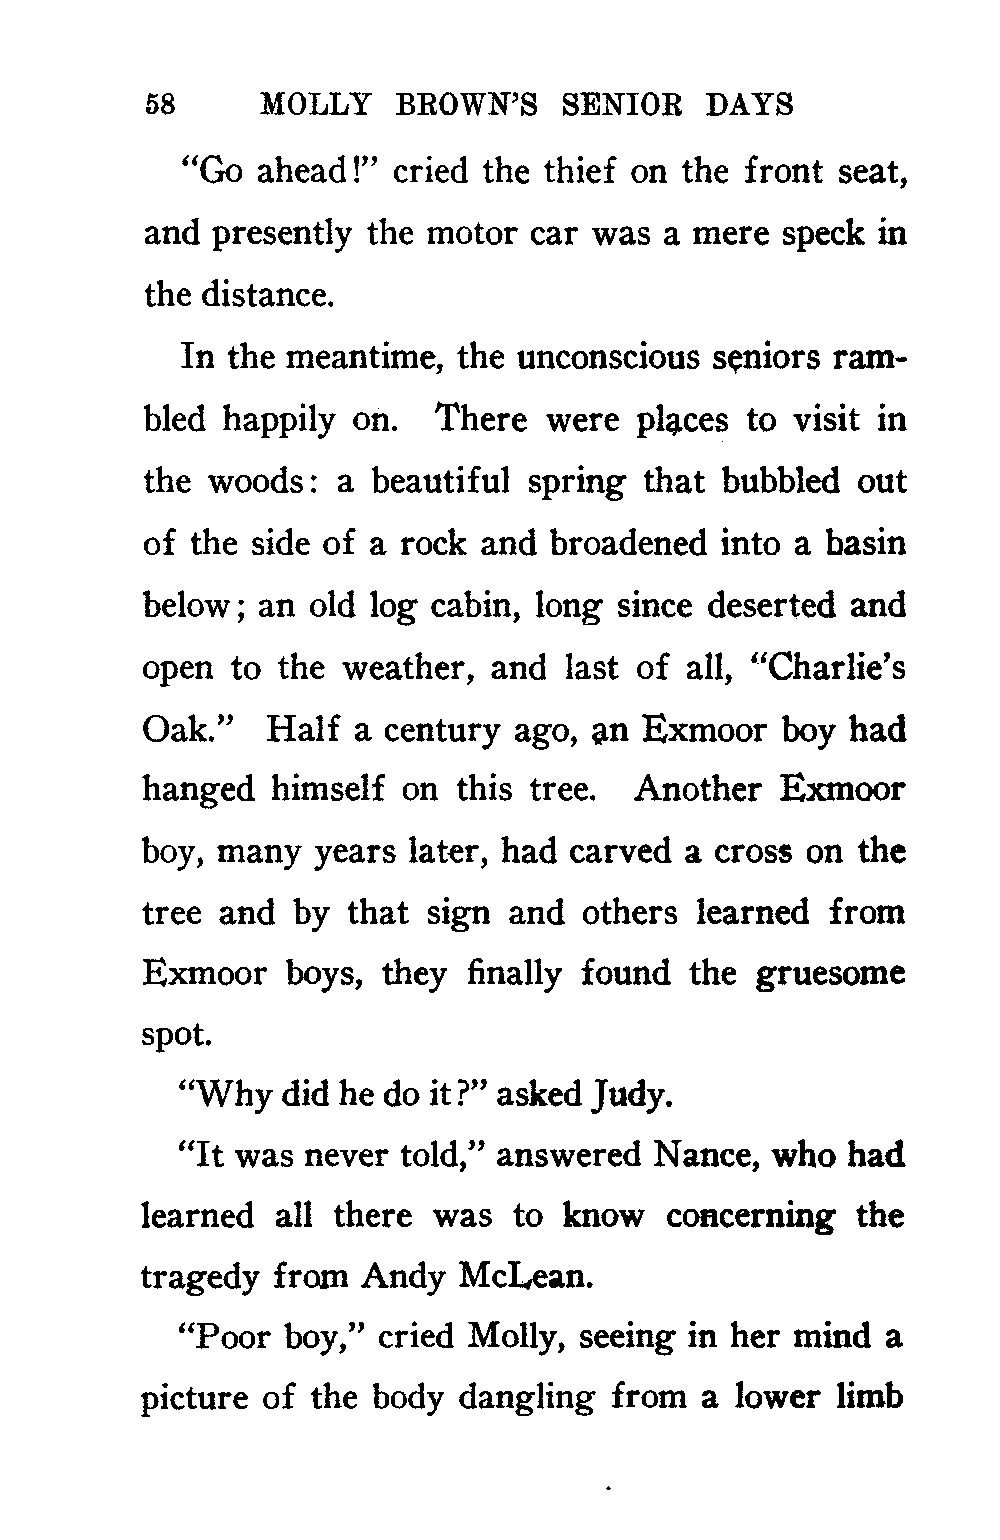 58 MOLLY BROWN'S SENIOR DAYS
"Go ahead!" cried the thief on the front seat,
and presently the motor car was a mere speck in
the distance.
In the meantime, the unconscious seniors ram-
bled happily on. There were places to visit in
the woods: a beautiful spring that bubbled out
of the side of a rock and broadened into a basin
below; an old log cabin, long since deserted and
open to the weather, and last of all, "Charlie's
Oak." Half a century ago, an Exmoor boy had
hanged himself on this tree. Another Exmoor
boy, many years later, had carved a cross on the
tree and by that sign and others learned from
Exmoor boys, they finally found the gruesome
spot.
"Why did he do it?" asked Judy.
"It was never told," answered Nance, who had
learned all there was to know concerning the
tragedy from Andy McLean.
"Poor boy," cried Molly, seeing in her mind a
picture of the body dangling from a lower limb